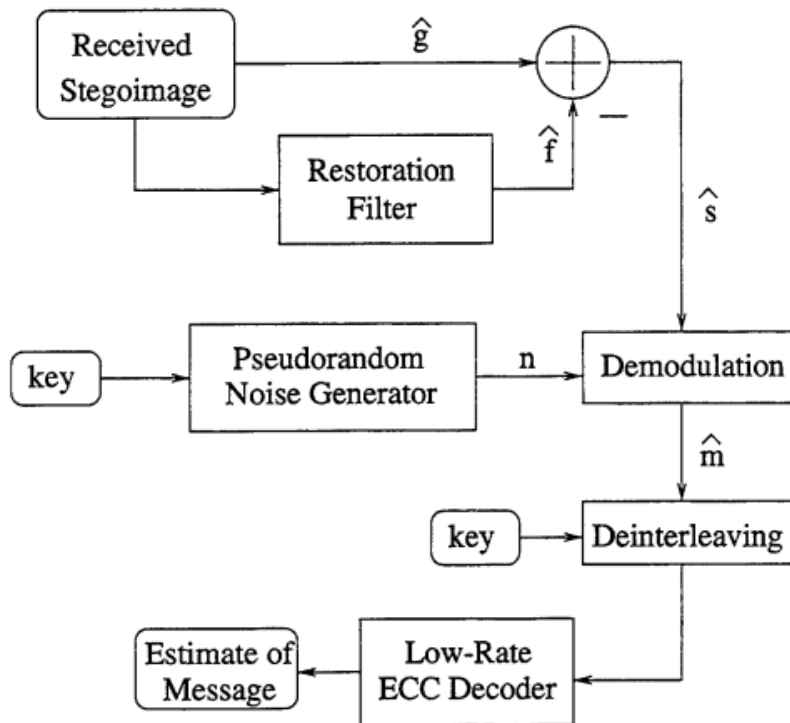 Received
Stegoimage
ĝ
−
f̂
Restoration
Filter
ŝ
key
Pseudorandom
Noise Generator
n
Demodulation
m̂
key
Deinterleaving
Estimate of
Message
Low-Rate
ECC Decoder